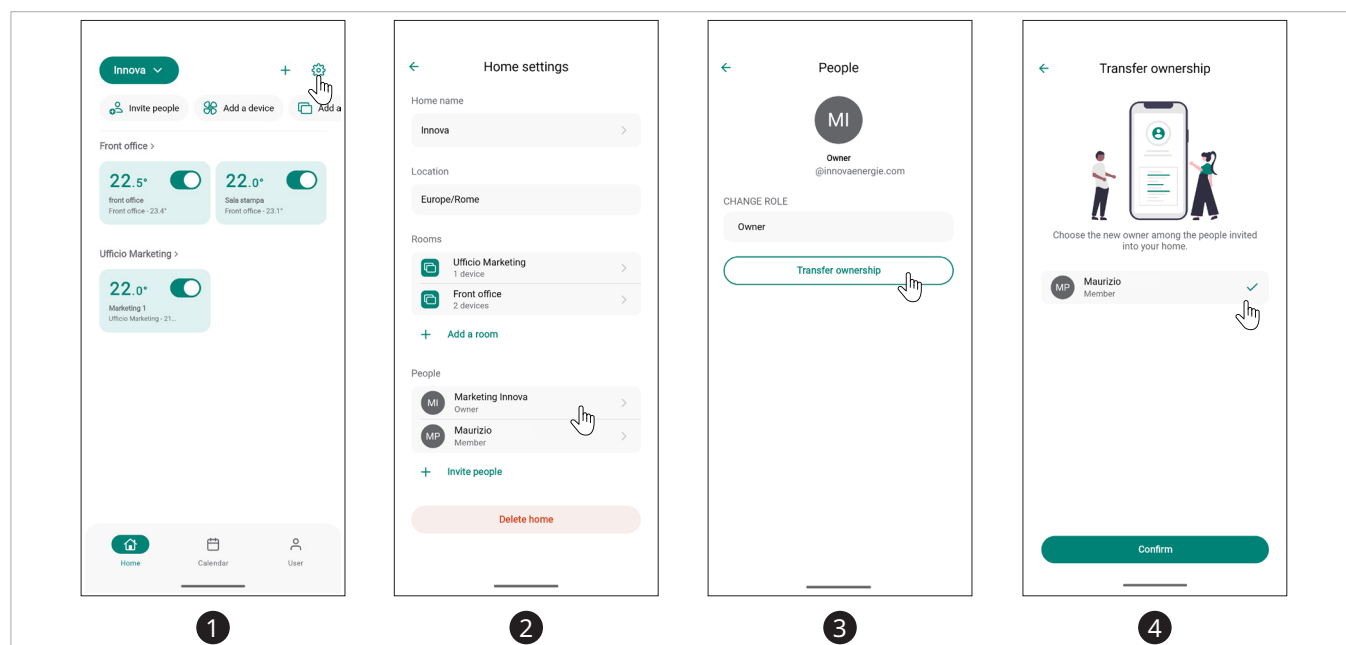 Innova
Invite people
Add a device
Add a
Front office >
22.5°
front office
Front office - 23.4°
22.0°
Sala stampa
Front office - 23.1°
Ufficio Marketing >
22.0°
Marketing 1
Ufficio Marketing - 21...
Home
Calendar
User
1
Home settings
Home name
Innova
Location
Europe/Rome
Rooms
Ufficio Marketing
1 device
Front office
2 devices
+ Add a room
People
MI
Marketing Innova
Owner
MP
Maurizio
Member
+ Invite people
Delete home
2
People
MI
Owner
@innovaenergie.com
CHANGE ROLE
Owner
Transfer ownership
3
Transfer ownership
Choose the new owner among the people invited
into your home.
MP
Maurizio
Member
Confirm
4